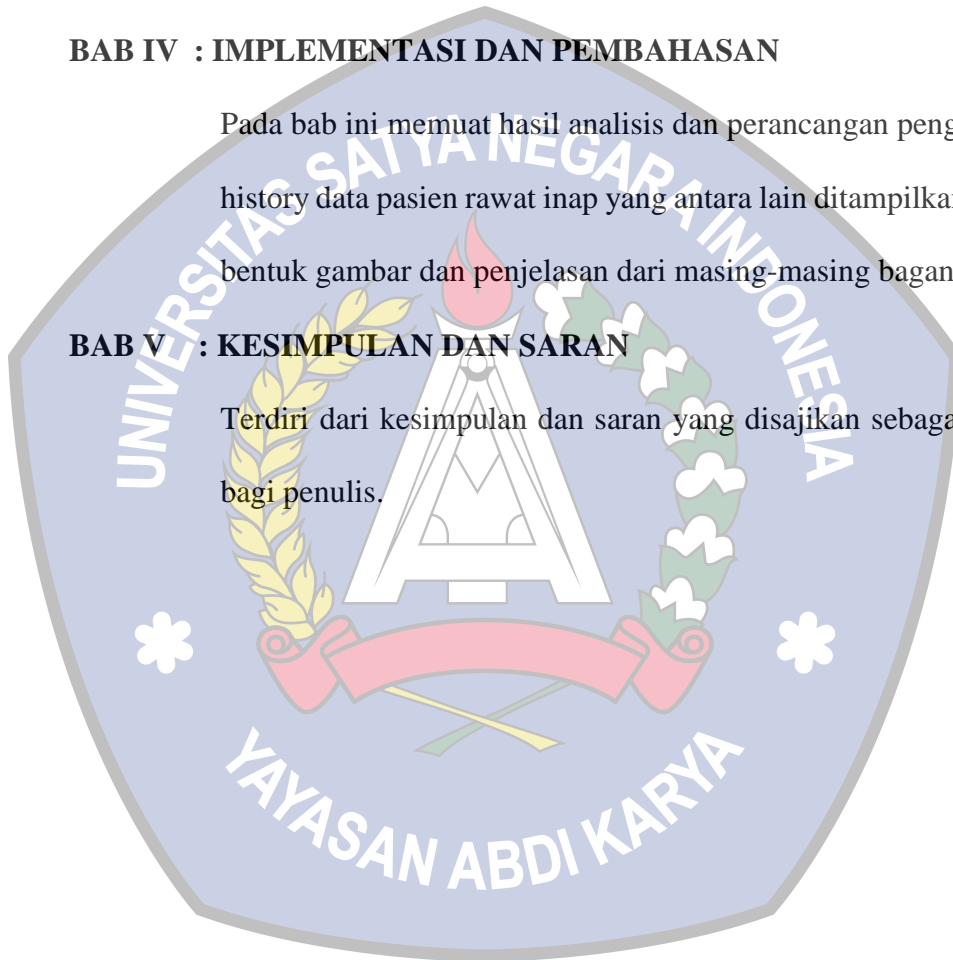 BAB IV : IMPLEMENTASI DAN PEMBAHASAN
Pada bab ini memuat hasil analisis dan perancangan peng
history data pasien rawat inap yang antara lain ditampilkan
bentuk gambar dan penjelasan dari masing-masing bagan
BAB V : KESIMPULAN DAN SARAN
Terdiri dari kesimpulan dan saran yang disajikan sebaga
bagi penulis.
UNIVERSITAS SATYA NEGARA INDONESIA
YAYASAN ABDI KARYA